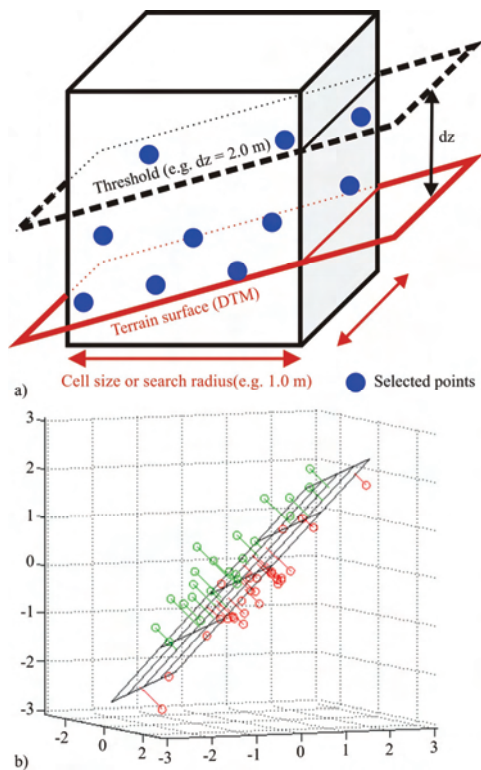 dz
Threshold (e.g. dz = 2.0 m)
Terrain surface (DTM)
Cell size or search radius(e.g. 1.0 m)
Selected points
a)
3
2
1
0
-1
-2
-3
-2 0 2 -3 -2 -1 0 1 2 3
b)